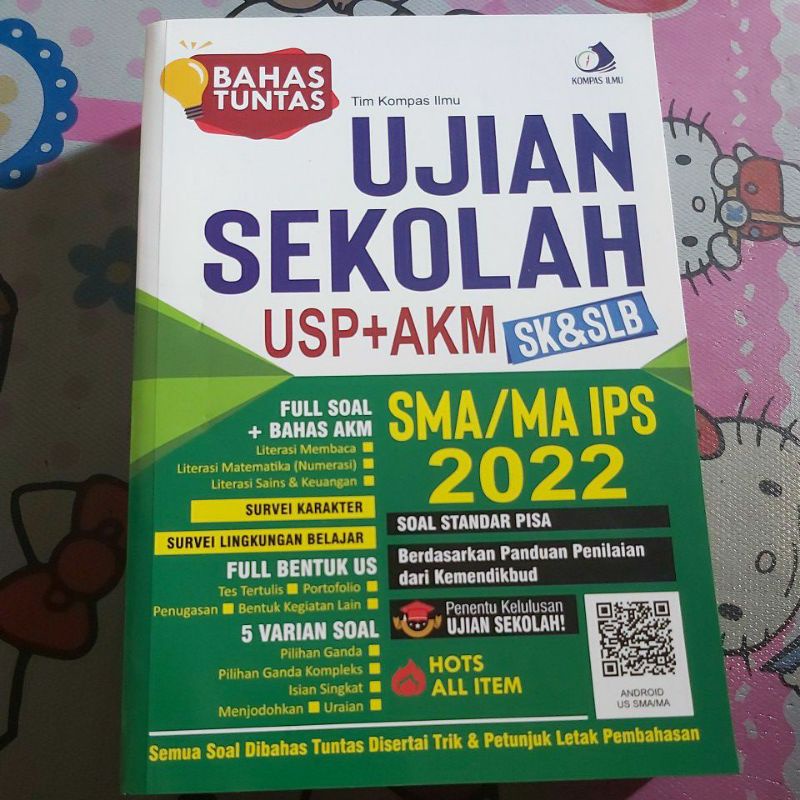 BAHAS
TUNTAS
Tim Kompas Ilmu
KOMPAS ILMU
UJIAN
SEKOLAH
USP+AKM
SK&SLB
FULL SOAL
+ BAHAS AKM
Literasi Membaca
Literasi Matematika (Numerasi)
Literasi Sains & Keuangan
SURVEI KARAKTER
SURVEI LINGKUNGAN BELAJAR
FULL BENTUK US
Tes Tertulis Portofolio
Penugasan Bentuk Kegiatan Lain
5 VARIAN SOAL
Pilihan Ganda
Pilihan Ganda Kompleks
Isian Singkat
Menjodohkan Uraian
SMA/MA IPS
2022
SOAL STANDAR PISA
Berdasarkan Panduan Penilaian
dari Kemendikbud
Penentu Kelulusan
UJIAN SEKOLAH!
HOTS
ALL ITEM
ANDROID
US SMA/MA
Semua Soal Dibahas Tuntas Disertai Trik & Petunjuk Letak Pembahasan